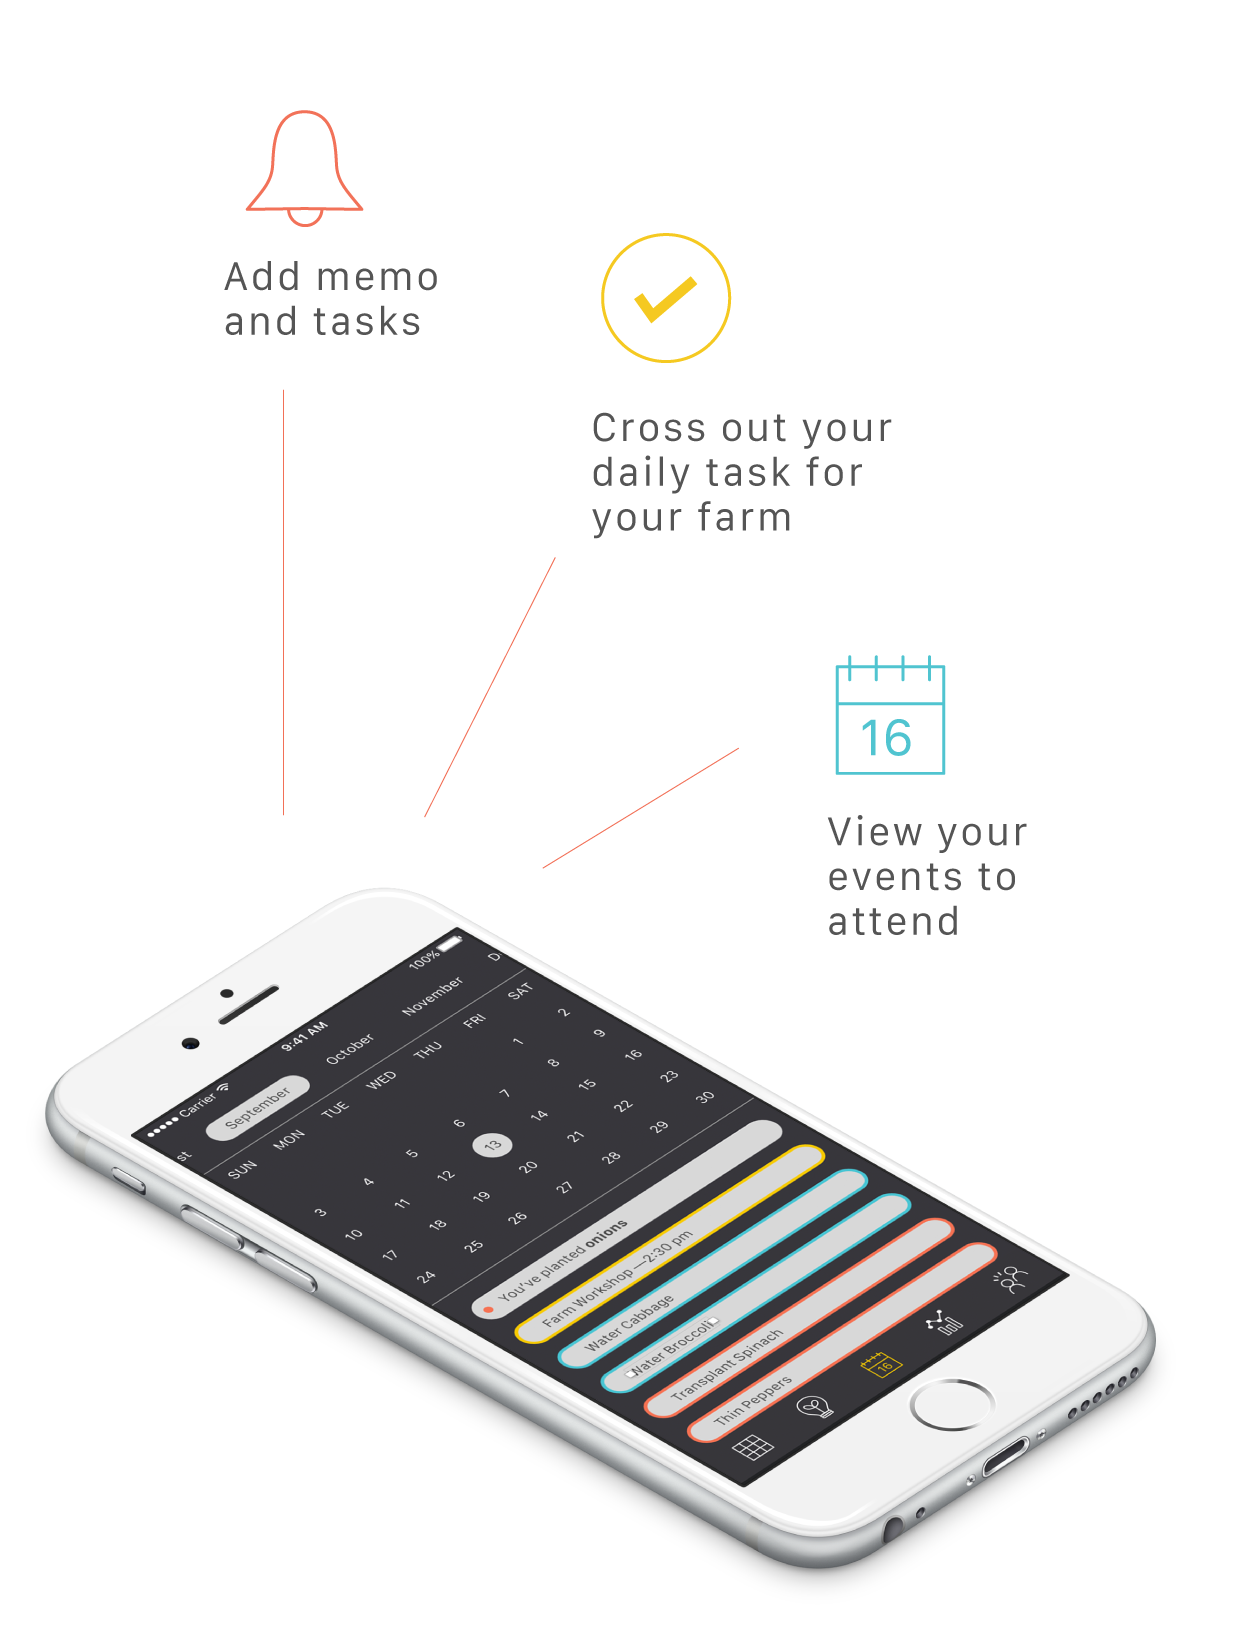 Add memo
and tasks
Cross out your
daily task for
your farm
16
View your
events to
attend
Carrier 9:41 AM 100%
st September October November D
SUN MON TUE WED THU FRI SAT
1 2
3 4 5 6 7 8 9
10 11 12 13 14 15 16
17 18 19 20 21 22 23
24 25 26 27 28 29 30
You've planted onions
Farm Workshop —2:30 pm
Water Cabbage
Water Broccoli
Transplant Spinach
Thin Peppers
16